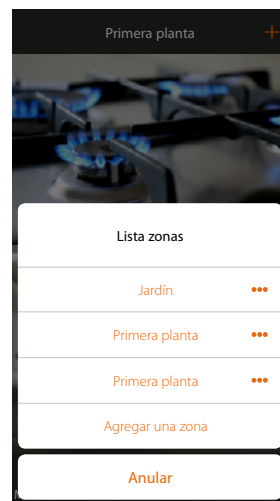 Primera planta +
Lista zonas
Jardín •••
Primera planta •••
Primera planta •••
Agregar una zona
Anular